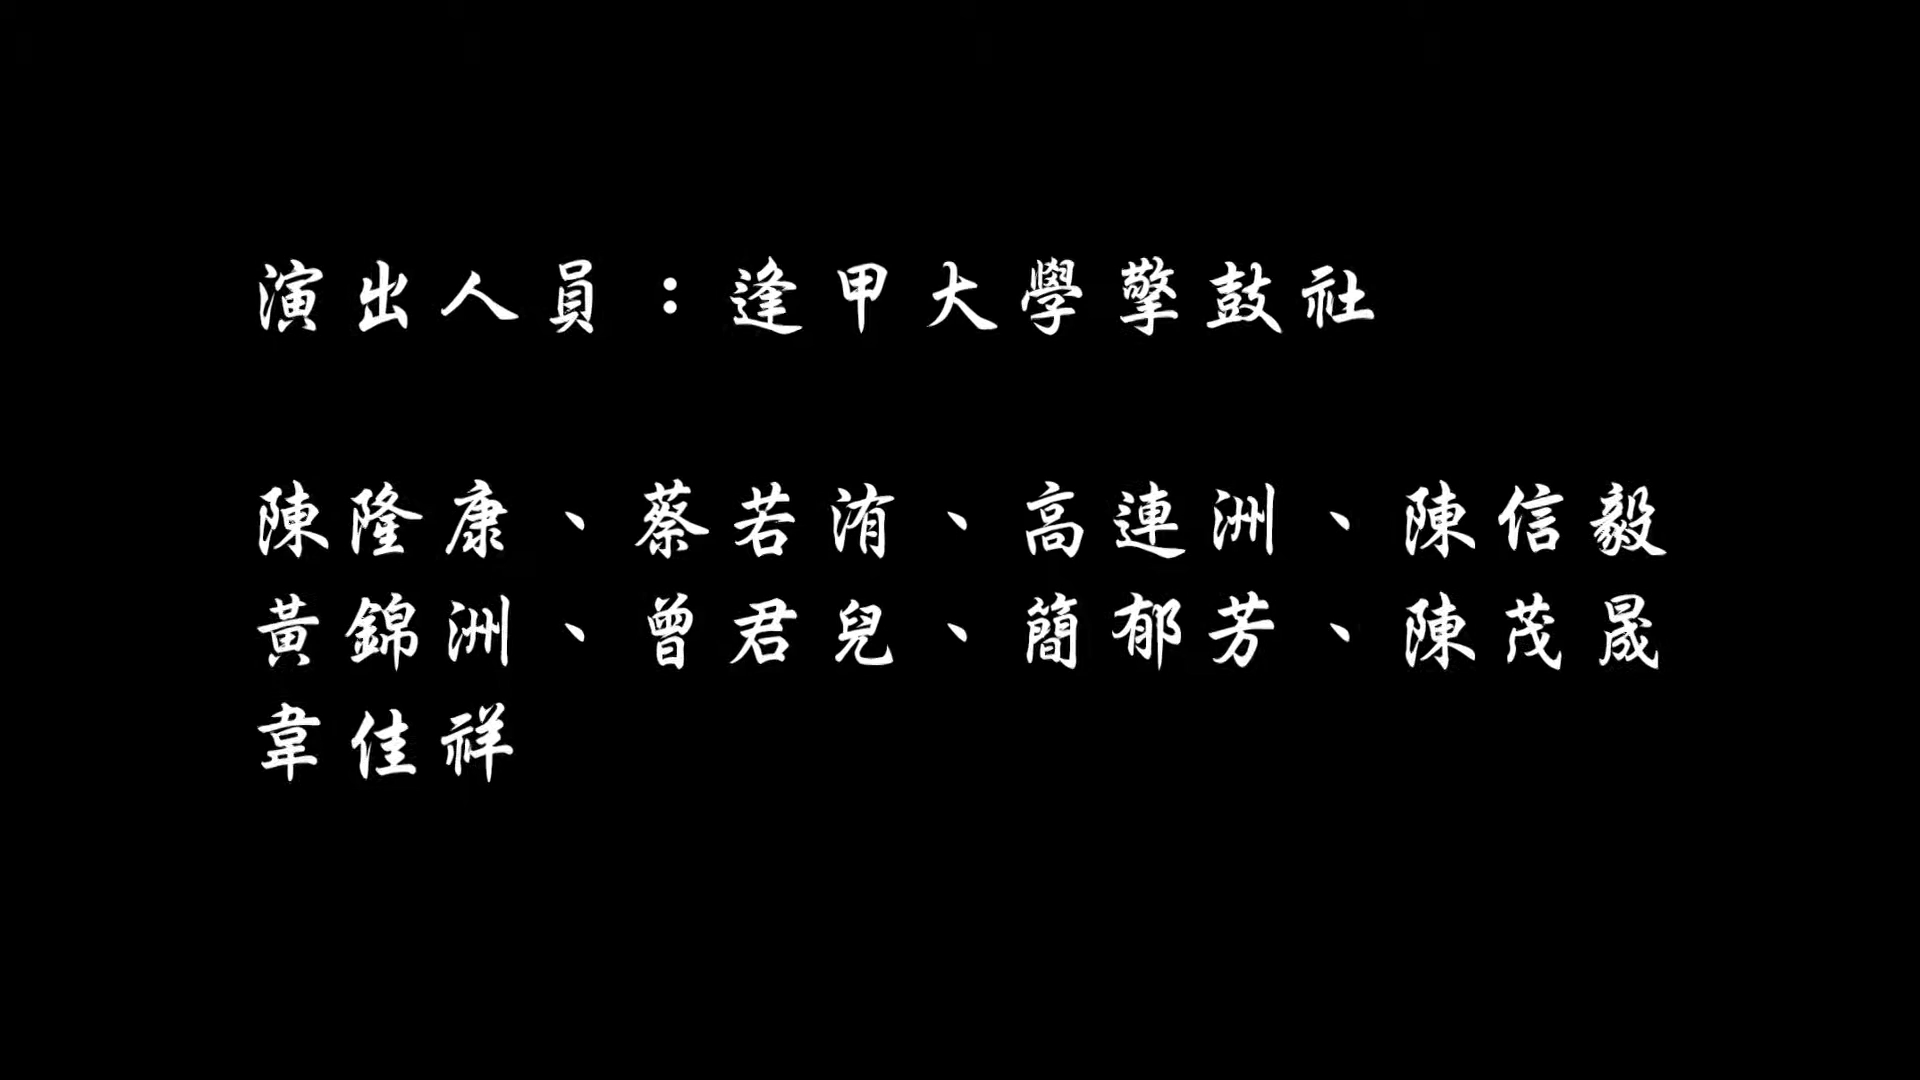 演出人員：逢甲大學擎鼓社
陳隆康、蔡若洧、高連洲、陳信毅
黃錦洲、曾君兒、簡郁芳、陳茂晟
韋佳祥